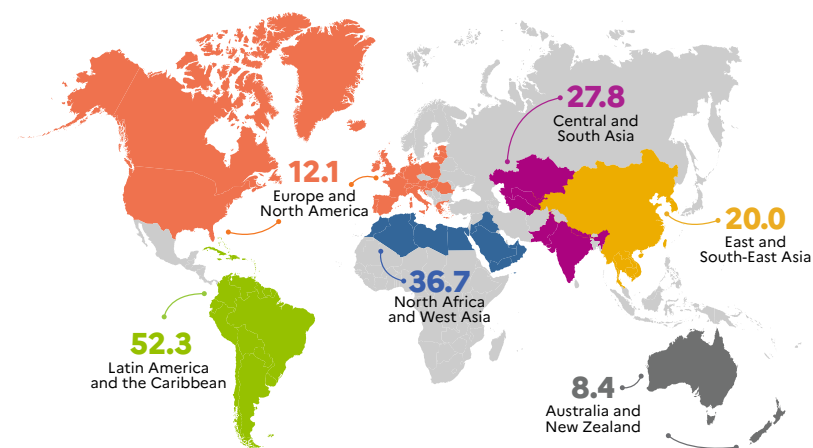 27.8
Central and
South Asia
12.1
Europe and
North America
20.0
East and
South-East Asia
36.7
North Africa
and West Asia
52.3
Latin America
and the Caribbean
8.4
Australia and
New Zealand